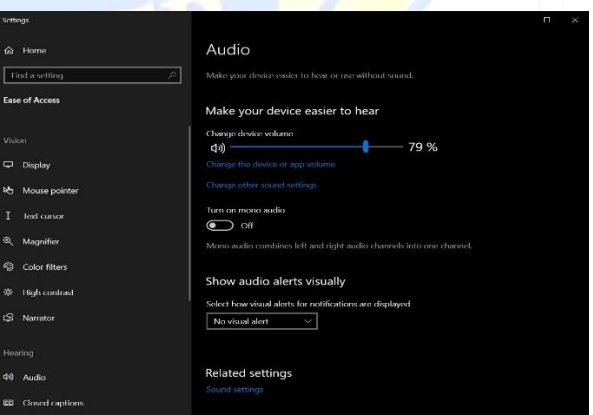 Settings
Home
Find a setting
Ease of Access
Vision
Display
Mouse pointer
Text cursor
Magnifier
Color filters
High contrast
Narrator
Hearing
Audio
Closed captions
Audio
Make your device easier to hear or use without sound.
Make your device easier to hear
Change device volume
79 %
Change the device or app volume
Change other sound settings
Turn on mono audio
Off
Mono audio combines left and right audio channels into one channel.
Show audio alerts visually
Select how visual alerts for notifications are displayed
No visual alert
Related settings
Sound settings